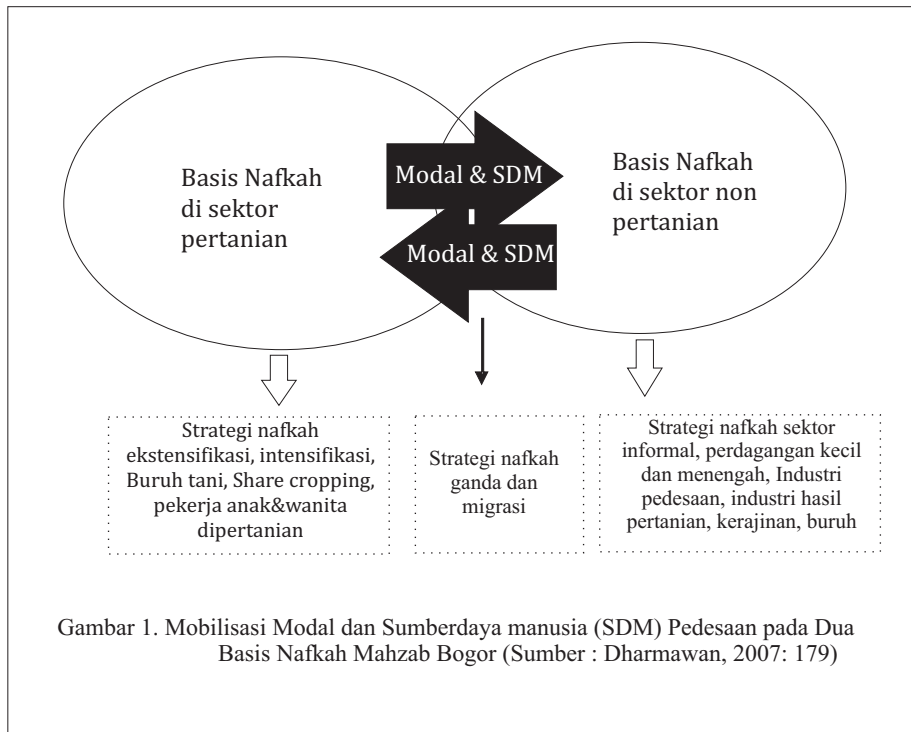 Basis Nafkah
di sektor
pertanian
Modal & SDM
Modal & SDM
Basis Nafkah
di sektor non
pertanian
Strategi nafkah
ekstensifikasi, intensifikasi,
Buruh tani, Share cropping,
pekerja anak&wanita
dipertanian
Strategi nafkah
ganda dan
migrasi
Strategi nafkah sektor
informal, perdagangan kecil
dan menengah, Industri
pedesaan, industri hasil
pertanian, kerajinan, buruh
Gambar 1. Mobilisasi Modal dan Sumberdaya manusia (SDM) Pedesaan pada Dua
Basis Nafkah Mahzab Bogor (Sumber : Dharmawan, 2007: 179)